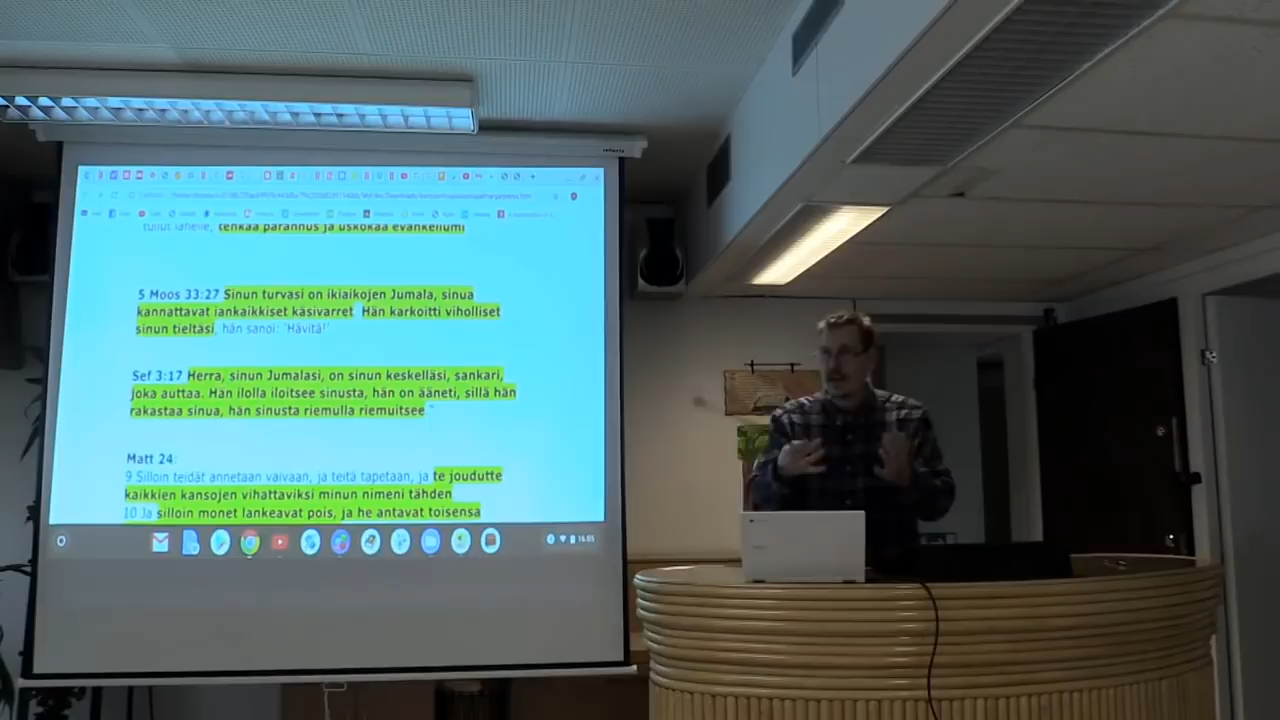 tullut lähelle, tehkää parannus ja uskokaa evankeliumi
5 Moos 33:27 Sinun turvasi on ikiaikojen Jumala, sinua
kannattavat iankaikkiset käsivarret. Hän karkoitti viholliset
sinun tieltäsi, hän sanoi: 'Hävitä!'
Sef 3:17 Herra, sinun Jumalasi, on sinun keskelläsi, sankari,
joka auttaa. Hän ilolla iloitsee sinusta, hän on ääneti, sillä hän
rakastaa sinua, hän sinusta riemulla riemuitsee."
Matt 24:
9 Silloin teidät annetaan vaivaan, ja teitä tapetaan, ja te joudutte
kaikkien kansojen vihattaviksi minun nimeni tähden
10 Ja silloin monet lankeavat pois, ja he antavat toisensa
16.05